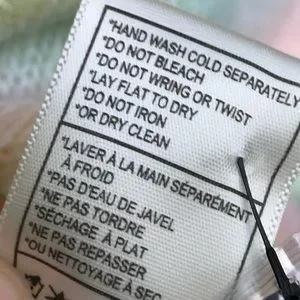 *HAND WASH COLD SEPARATELY
*DO NOT BLEACH
*DO NOT WRING OR TWIST
*LAY FLAT TO DRY
*DO NOT IRON
*OR DRY CLEAN
*LAVER À LA MAIN SÉPARÉMENT
À FROID
*PAS D'EAU DE JAVEL
*NE PAS TORDRE
*SÉCHAGE À PLAT
*NE PAS REPASSER
*OU NETTOYAGE À SEC